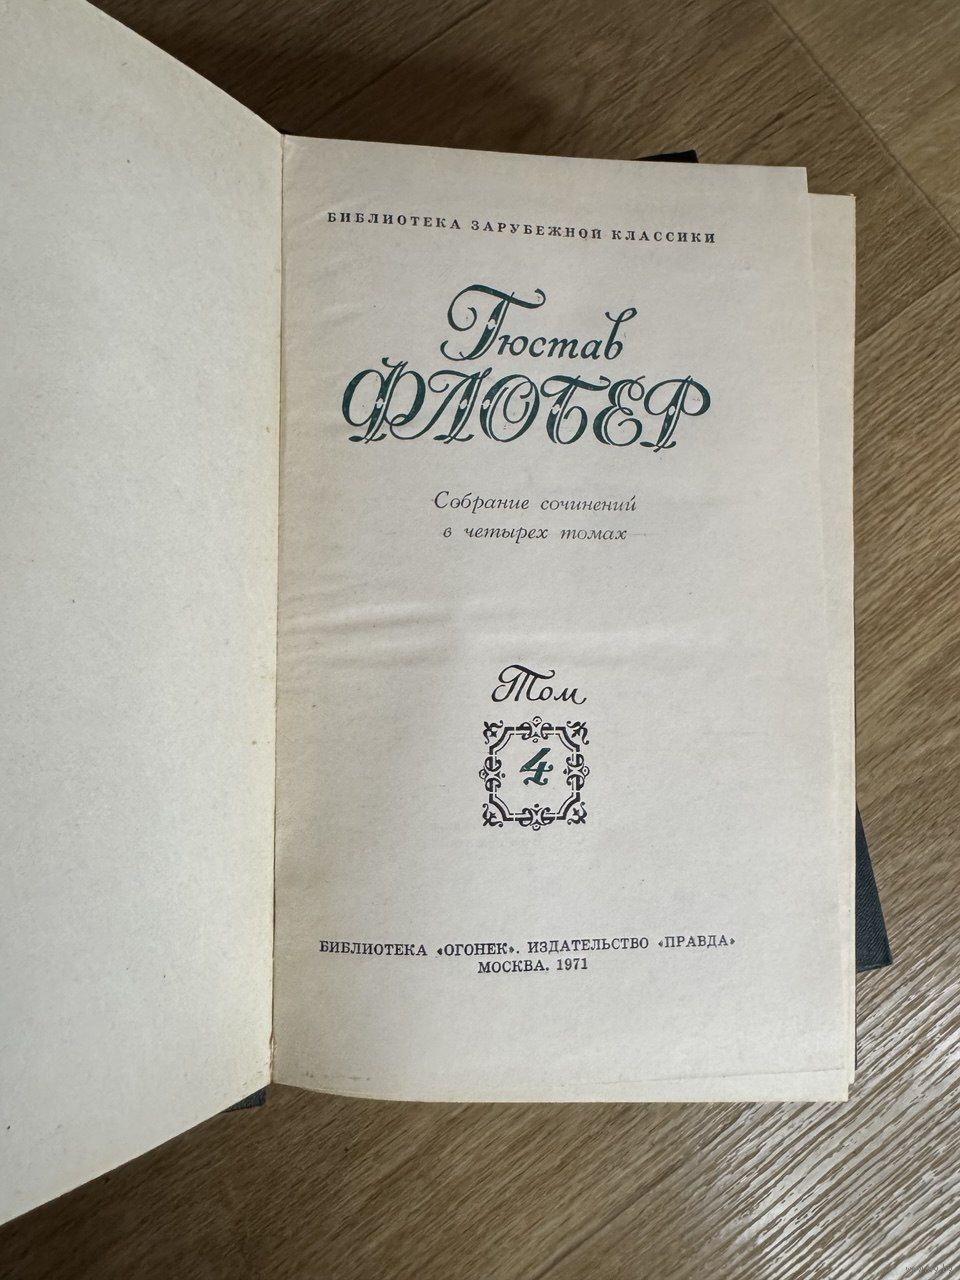 БИБЛИОТЕКА ЗАРУБЕЖНОЙ КЛАССИКИ
Гюстав
ФЛОБЕР
Собрание сочинений
в четырех томах
Том
4
БИБЛИОТЕКА «ОГОНЕК». ИЗДАТЕЛЬСТВО «ПРАВДА»
МОСКВА. 1971